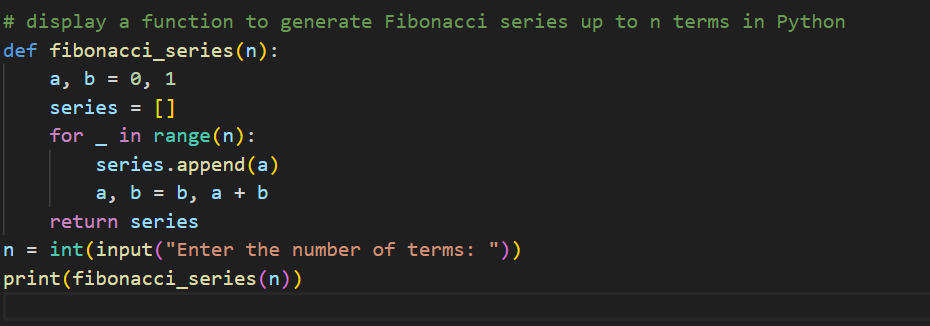 # display a function to generate Fibonacci series up to n terms in Python
def fibonacci_series(n):
    a, b = 0, 1
    series = []
    for _ in range(n):
        series.append(a)
        a, b = b, a + b
    return series
n = int(input("Enter the number of terms: "))
print(fibonacci_series(n))